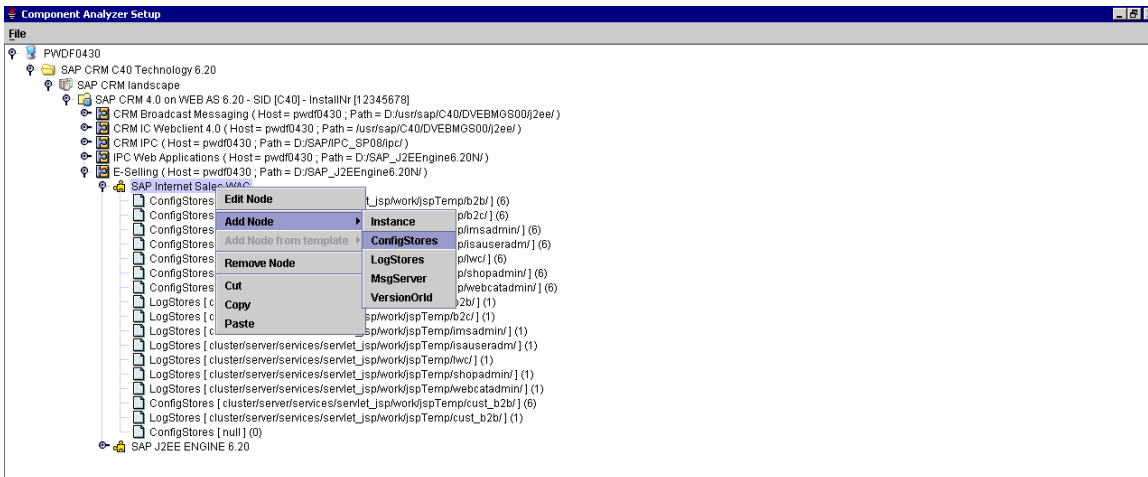 Component Analyzer Setup
File
PWDF0430
SAP CRM C40 Technology 6.20
SAP CRM landscape
SAP CRM 4.0 on WEB AS 6.20 - SID [C40] - InstallNr [12345678]
CRM Broadcast Messaging ( Host = pwdf0430 ; Path = D:/usr/sap/C40/DVEBMGS00/j2ee/ )
CRM IC Webclient 4.0 ( Host = pwdf0430 ; Path = /usr/sap/C40/DVEBMGS00/j2ee/ )
CRM IPC ( Host = pwdf0430 ; Path = D:/SAP/IPC_SP08/ipc/ )
IPC Web Applications ( Host = pwdf0430 ; Path = D:/SAP_J2EEngine6.20N/ )
E-Selling ( Host = pwdf0430 ; Path = D:/SAP_J2EEngine6.20N/ )
SAP Internet Sales WAC
ConfigStores t_jsp/work/jspTemp/b2b/ ] (6)
ConfigStores p/b2c/ ] (6)
ConfigStores p/imsadmin/ ] (6)
ConfigStores p/isauseradm/ ] (6)
ConfigStores p/lwc/ ] (6)
ConfigStores p/shopadmin/ ] (6)
ConfigStores p/webcatadmin/ ] (6)
LogStores [ c 2b/ ] (1)
LogStores [ c sp/work/jspTemp/b2c/ ] (1)
LogStores [ c sp/work/jspTemp/imsadmin/ ] (1)
LogStores [ cluster/server/services/servlet_jsp/work/jspTemp/isauseradm/ ] (1)
LogStores [ cluster/server/services/servlet_jsp/work/jspTemp/lwc/ ] (1)
LogStores [ cluster/server/services/servlet_jsp/work/jspTemp/shopadmin/ ] (1)
LogStores [ cluster/server/services/servlet_jsp/work/jspTemp/webcatadmin/ ] (1)
ConfigStores [ cluster/server/services/servlet_jsp/work/jspTemp/cust_b2b/ ] (6)
LogStores [ cluster/server/services/servlet_jsp/work/jspTemp/cust_b2b/ ] (1)
ConfigStores [ null ] (0)
SAP J2EE ENGINE 6.20
Edit Node
Add Node
Add Node from template
Remove Node
Cut
Copy
Paste
Instance
ConfigStores
LogStores
MsgServer
VersionOrId